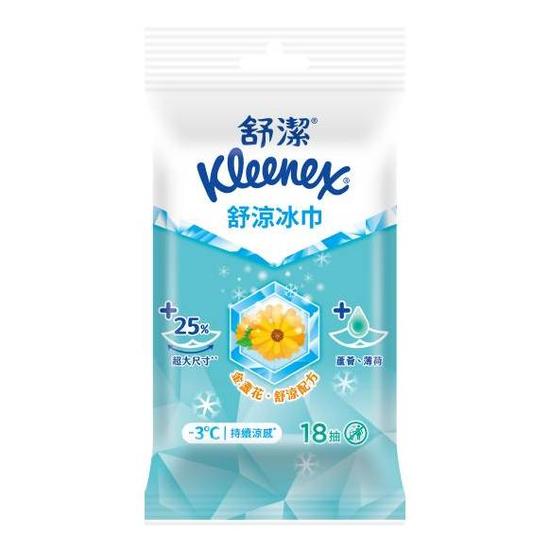 舒潔®
Kleenex®
舒涼冰巾
+25%
超大尺寸**
+
蘆薈、薄荷
金盞花·舒涼配方
-3°C 持續涼感*
18抽